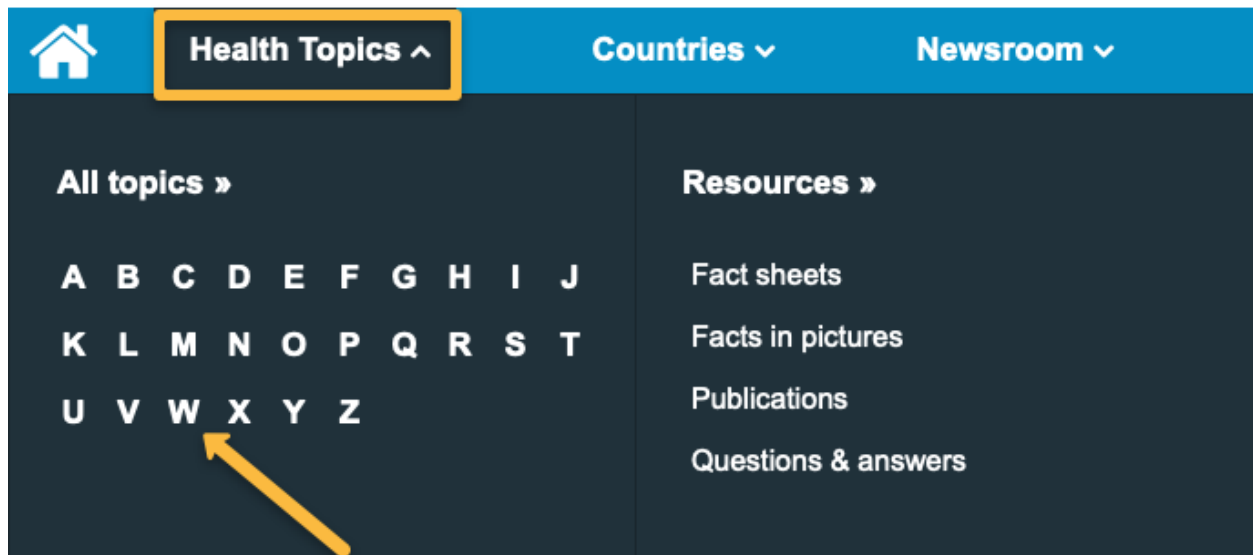 Health Topics
Countries
Newsroom
All topics »
A B C D E F G H I J
K L M N O P Q R S T
U V W X Y Z
Resources »
Fact sheets
Facts in pictures
Publications
Questions & answers